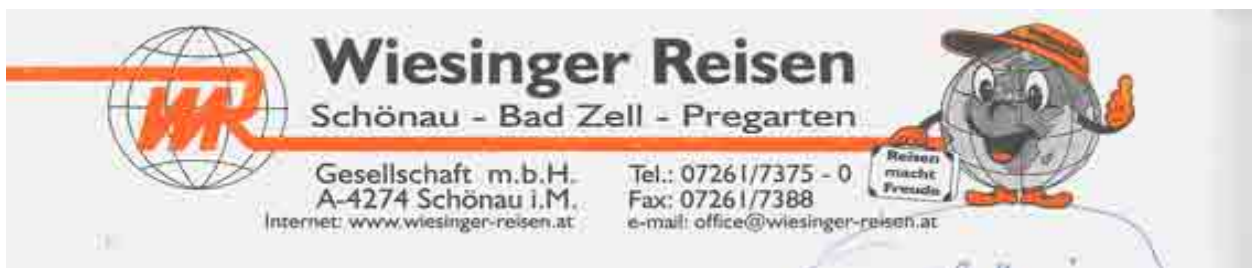 WR
Wiesinger Reisen
Schönau - Bad Zell - Pregarten
Gesellschaft m.b.H.
A-4274 Schönau i.M.
Internet: www.wiesinger-reisen.at
Tel.: 07261/7375 - 0
Fax: 07261/7388
e-mail: office@wiesinger-reisen.at
Reisen
macht
Freude